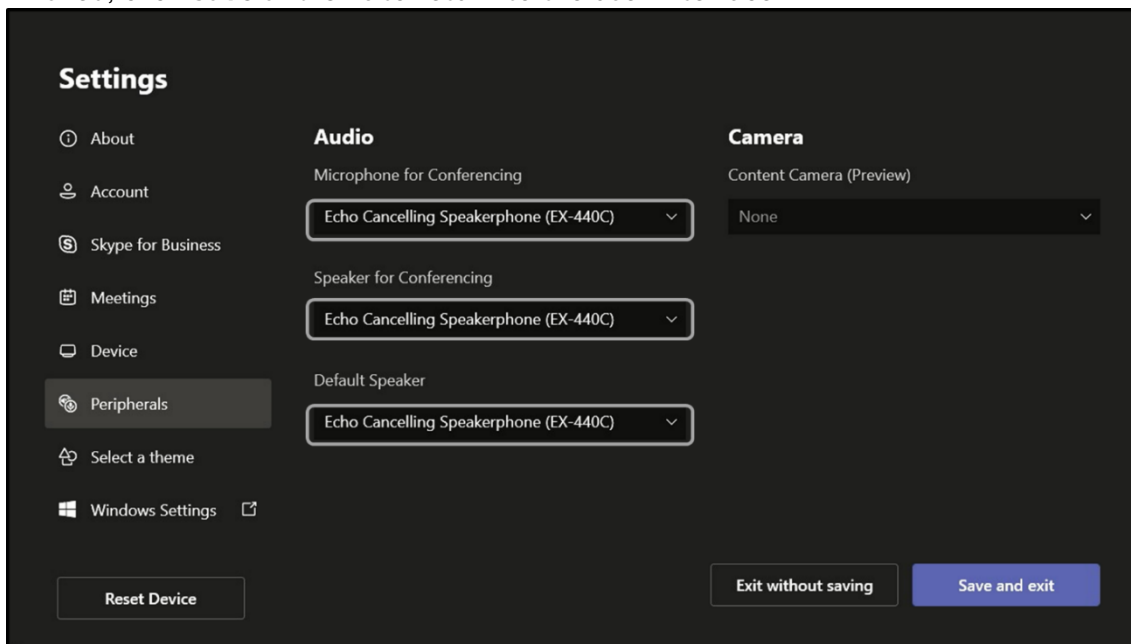 Settings
About
Account
Skype for Business
Meetings
Device
Peripherals
Select a theme
Windows Settings
Reset Device
Audio
Microphone for Conferencing
Echo Cancelling Speakerphone (EX-440C)
Speaker for Conferencing
Echo Cancelling Speakerphone (EX-440C)
Default Speaker
Echo Cancelling Speakerphone (EX-440C)
Camera
Content Camera (Preview)
None
Exit without saving
Save and exit